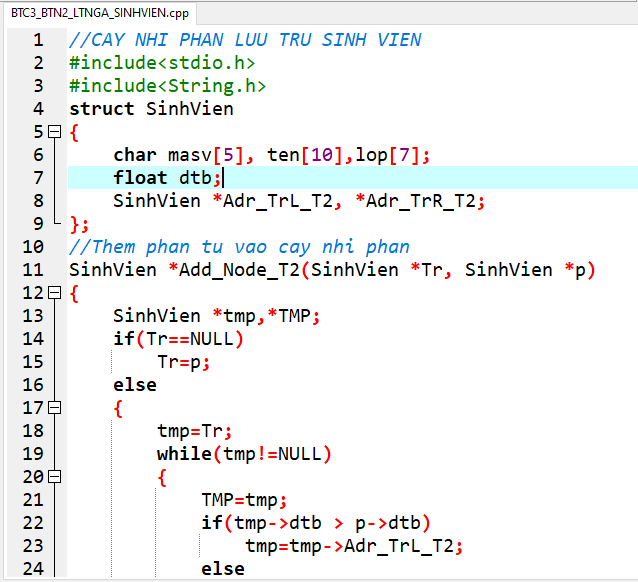 BTC3_BTN2_LTNGA_SINHVIEN.cpp
1 //CAY NHI PHAN LUU TRU SINH VIEN
2 #include<stdio.h>
3 #include<String.h>
4 struct SinhVien
5 {
6 char masv[5], ten[10],lop[7];
7 float dtb;
8 SinhVien *Adr_TrL_T2, *Adr_TrR_T2;
9 };
10 //Them phan tu vao cay nhi phan
11 SinhVien *Add_Node_T2(SinhVien *Tr, SinhVien *p)
12 {
13 SinhVien *tmp,*TMP;
14 if(Tr==NULL)
15 Tr=p;
16 else
17 {
18 tmp=Tr;
19 while(tmp!=NULL)
20 {
21 TMP=tmp;
22 if(tmp->dtb > p->dtb)
23 tmp=tmp->Adr_TrL_T2;
24 else